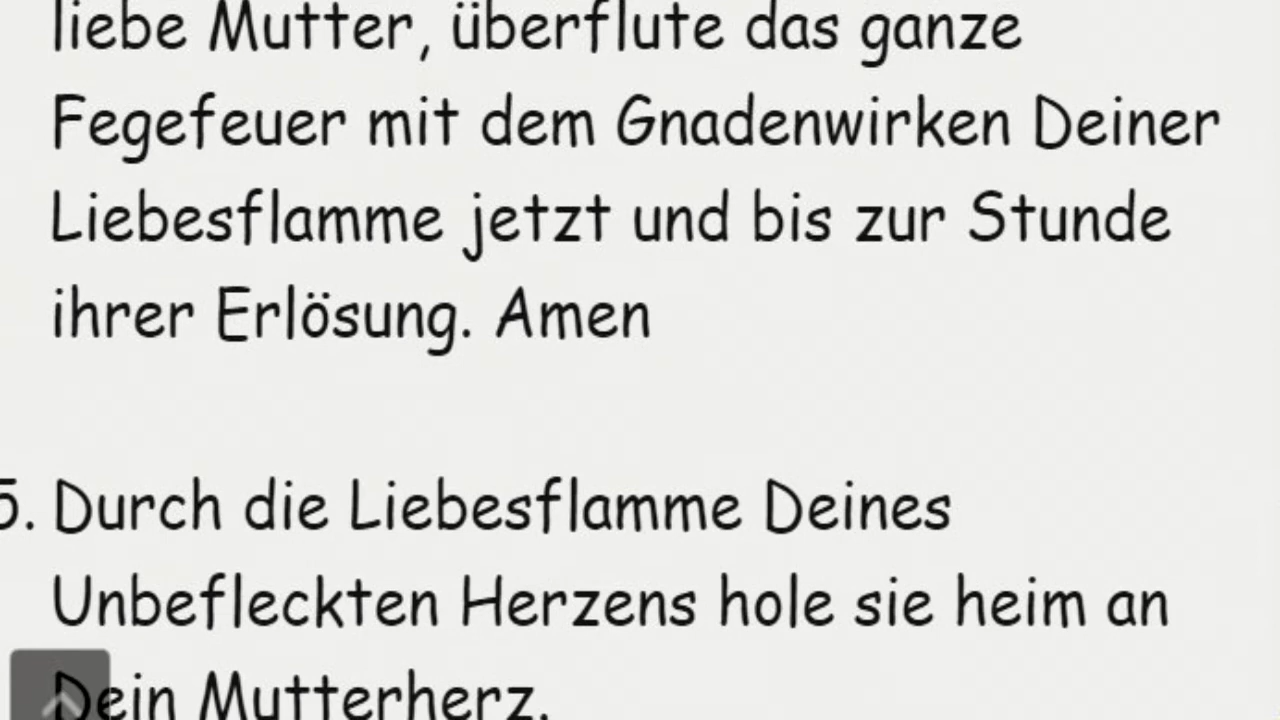 liebe Mutter, überflute das ganze
Fegefeuer mit dem Gnadenwirken Deiner
Liebesflamme jetzt und bis zur Stunde
ihrer Erlösung. Amen
5. Durch die Liebesflamme Deines
Unbefleckten Herzens hole sie heim an
Dein Mutterherz.